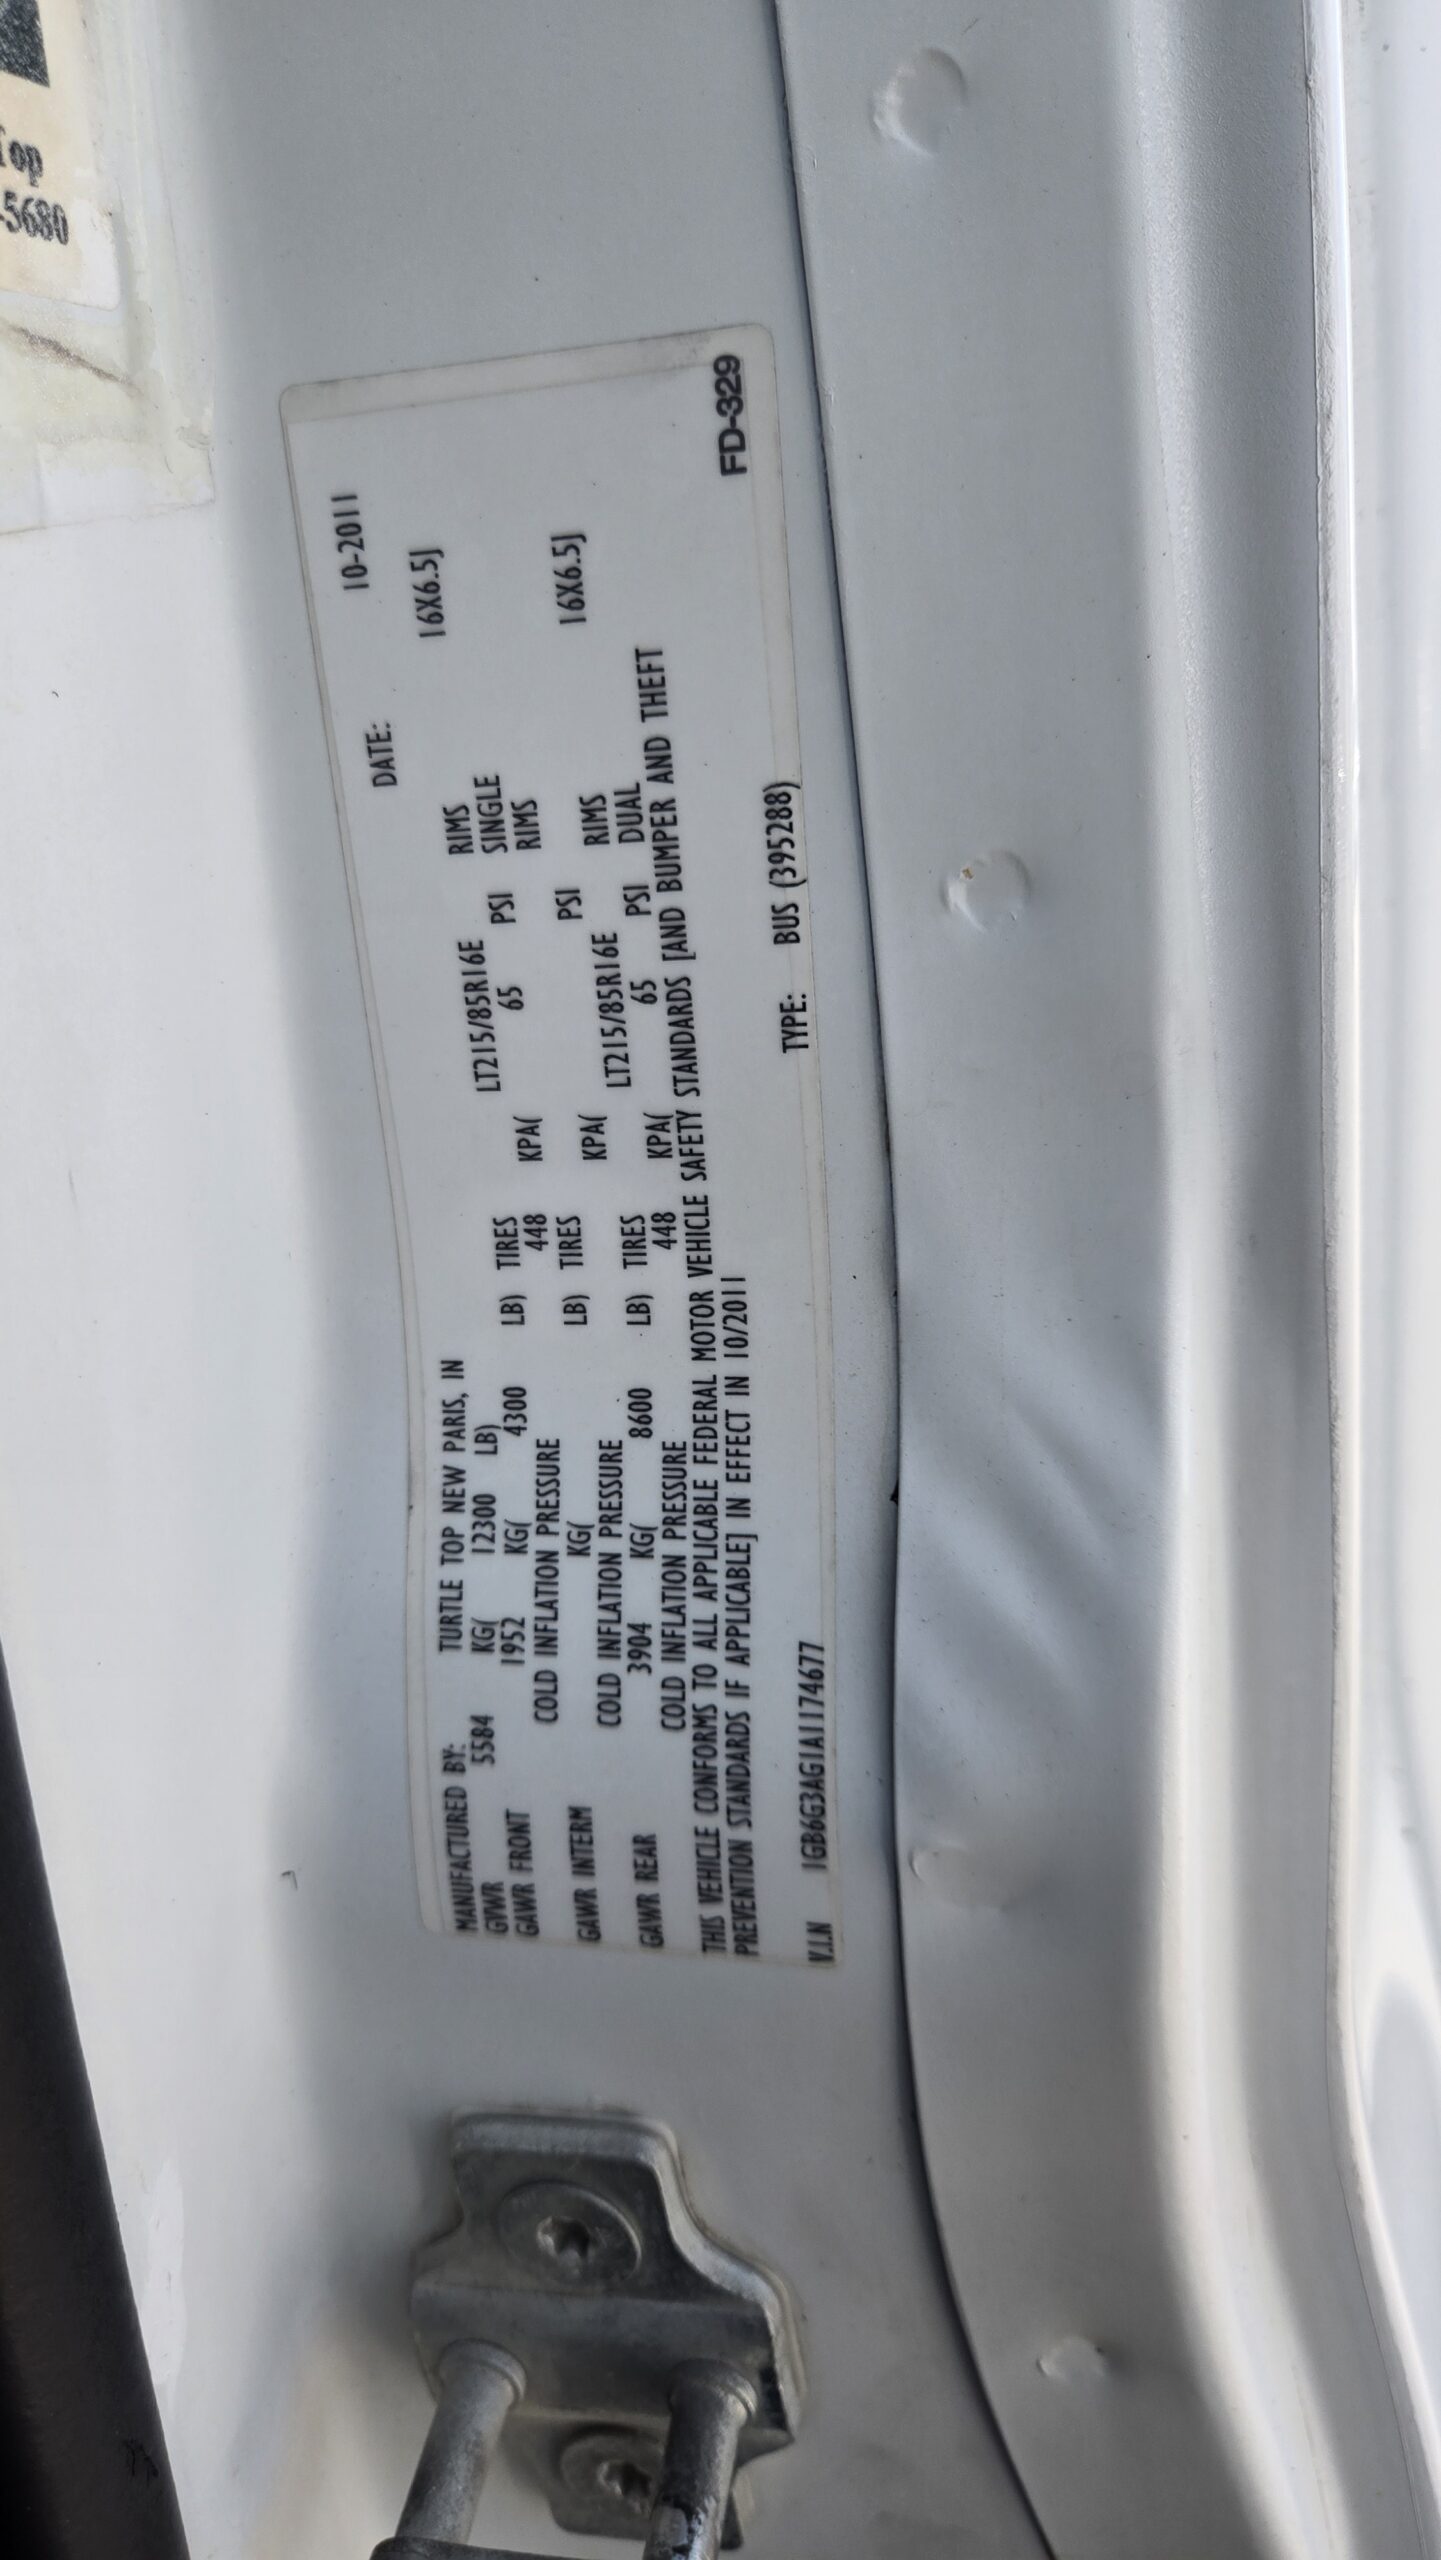 Top
-5680
DATE: 10-2011
MANUFACTURED BY: TURTLE TOP NEW PARIS, IN
GVWR 5584 KG( 12300 LB)
GAWR FRONT 1952 KG( 4300 LB) TIRES LT215/85R16E RIMS 16X6.5J
COLD INFLATION PRESSURE 448 KPA( 65 PSI SINGLE
RIMS
GAWR INTERM KG( LB) TIRES
COLD INFLATION PRESSURE KPA( PSI
GAWR REAR 3904 KG( 8600 LB) TIRES LT215/85R16E RIMS 16X6.5J
COLD INFLATION PRESSURE 448 KPA( 65 PSI DUAL
THIS VEHICLE CONFORMS TO ALL APPLICABLE FEDERAL MOTOR VEHICLE SAFETY STANDARDS [AND BUMPER AND THEFT
PREVENTION STANDARDS IF APPLICABLE] IN EFFECT IN 10/2011
V.I.N 1GB6G3AG1A1174677 TYPE: BUS (395288)
FD-329